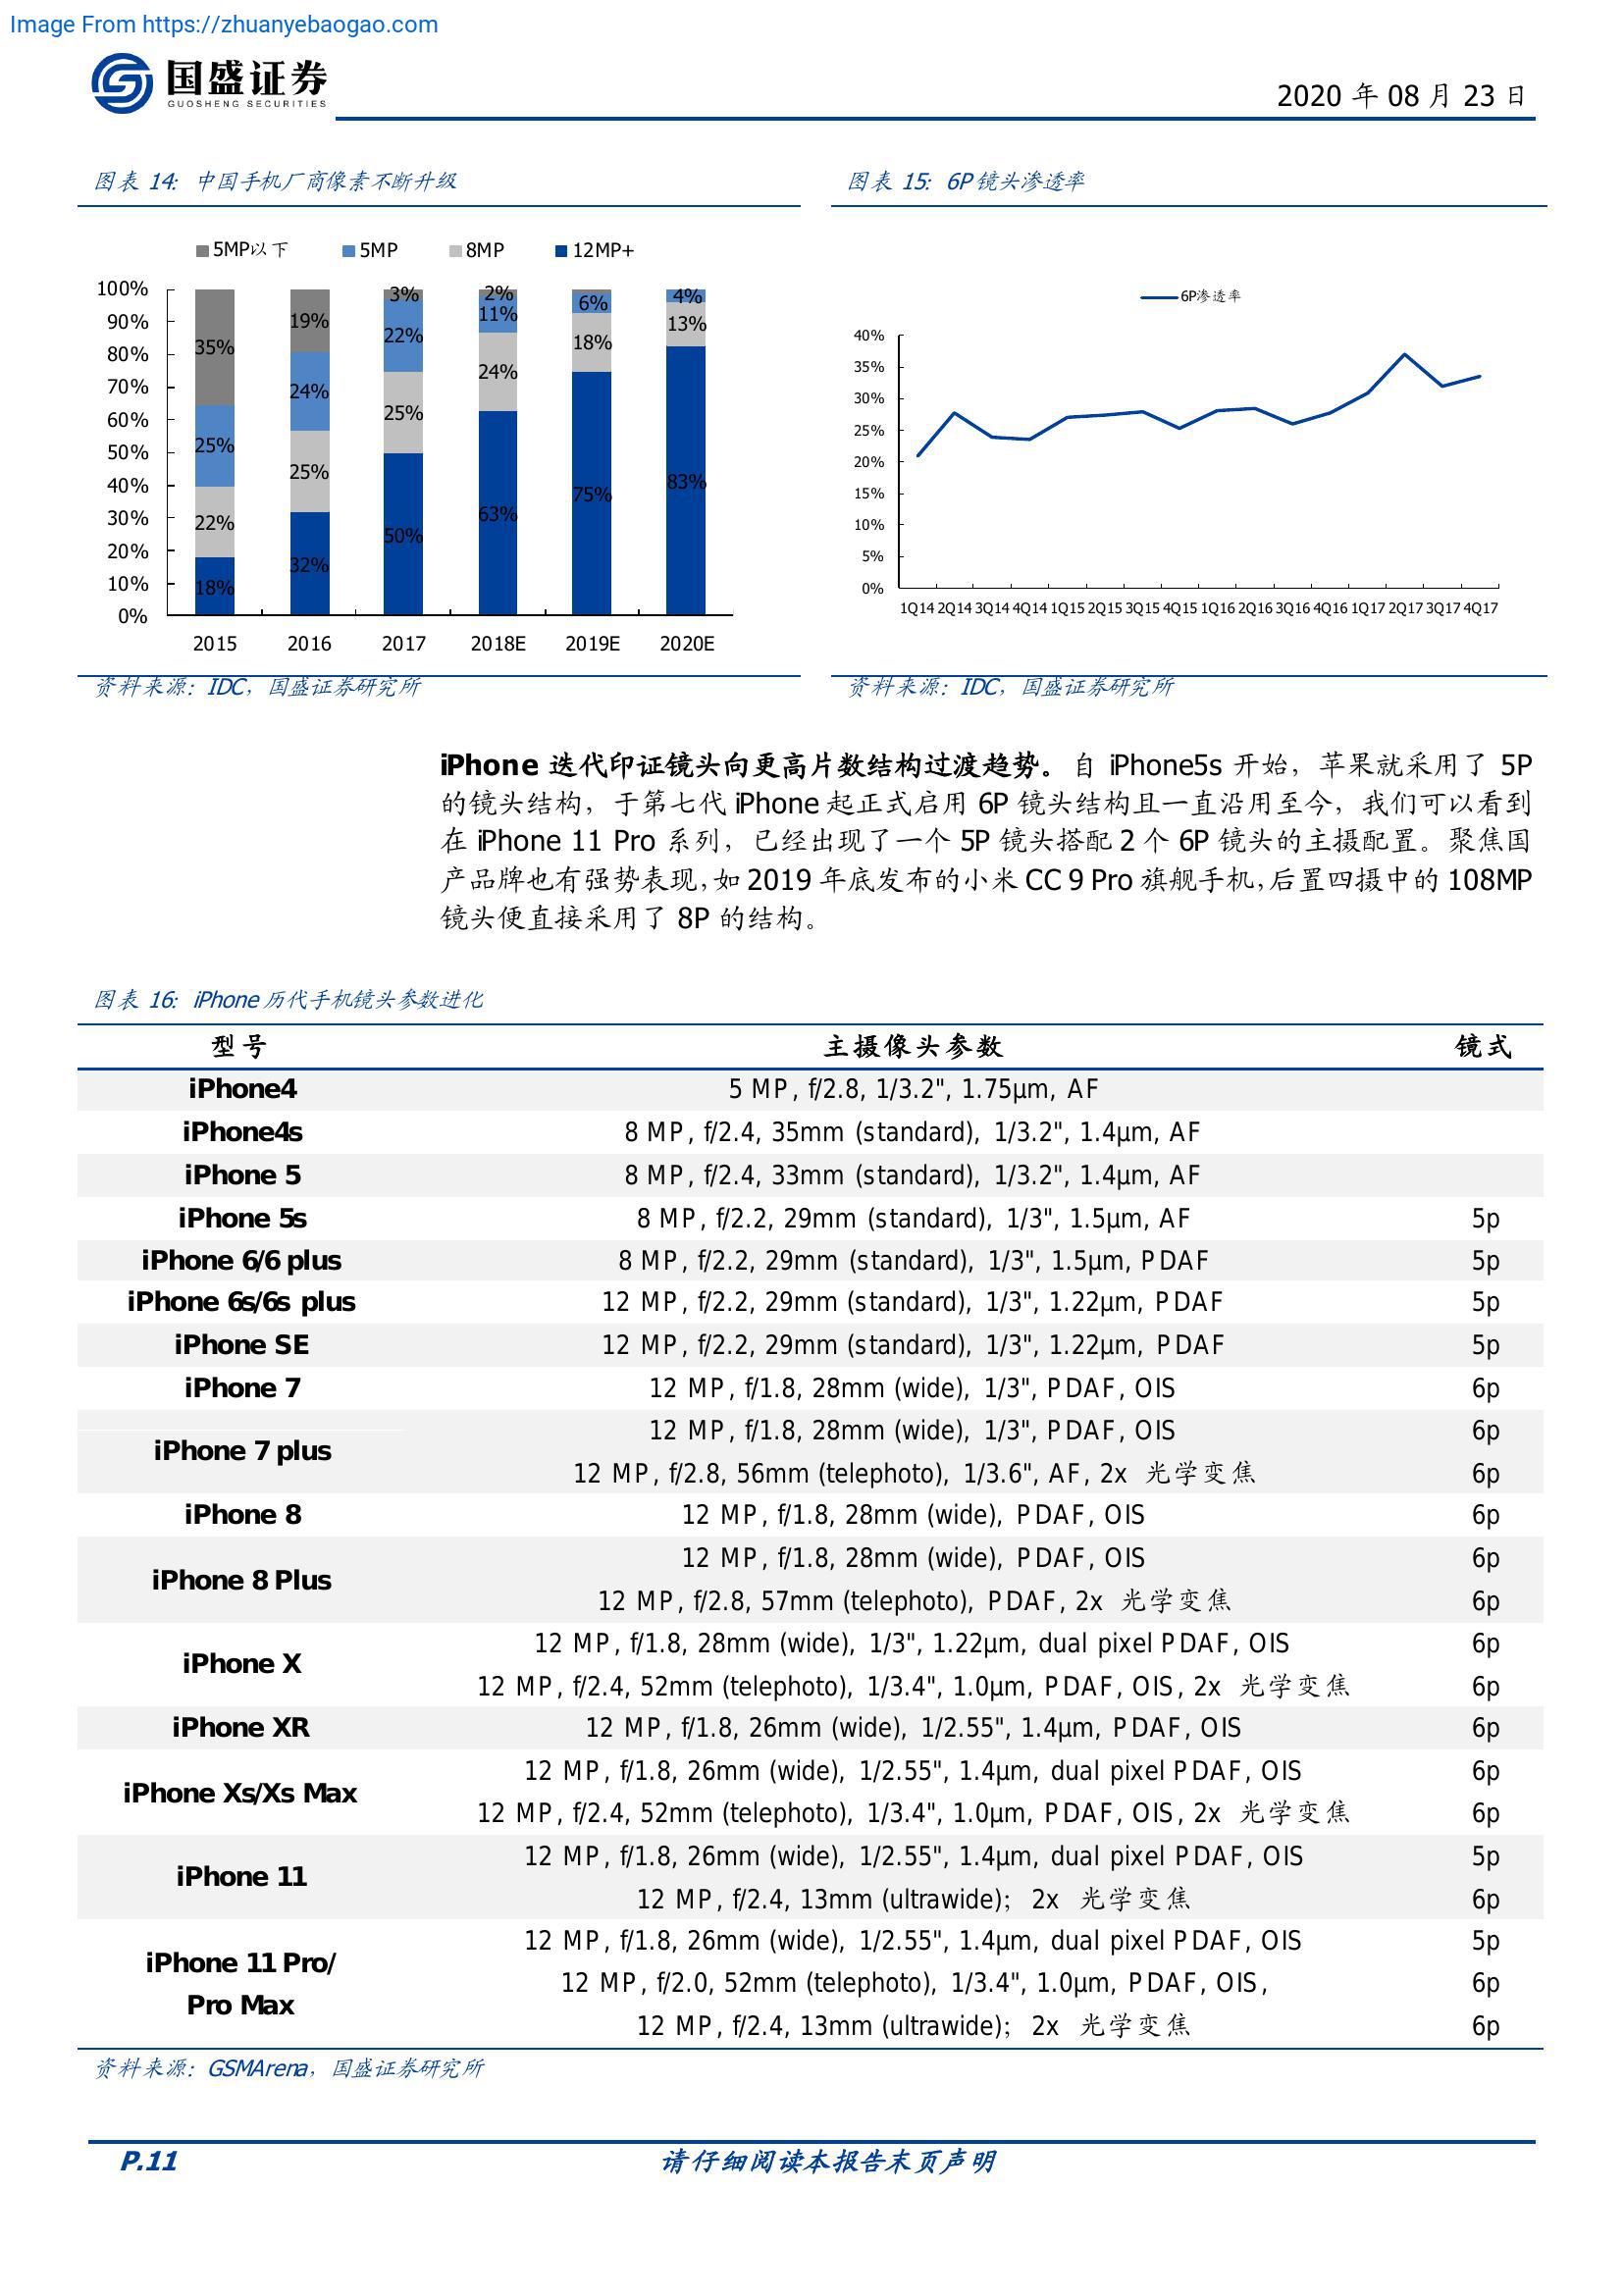 Image From https://zhuanyebaogao.com
国盛证券
GUOSHENG SECURITIES
2020 年 08 月 23 日
图表 14: 中国手机厂商像素不断升级
5MP以下 5MP 8MP 12MP+
100%
90%
80%
70%
60%
50%
40%
30%
20%
10%
0%
35%
25%
22%
18%
19%
24%
25%
32%
3%
22%
25%
50%
2%
11%
24%
63%
6%
18%
75%
4%
13%
83%
2015 2016 2017 2018E 2019E 2020E
资料来源: IDC, 国盛证券研究所
图表 15: 6P 镜头渗透率
6P渗透率
40%
35%
30%
25%
20%
15%
10%
5%
0%
1Q14 2Q14 3Q14 4Q14 1Q15 2Q15 3Q15 4Q15 1Q16 2Q16 3Q16 4Q16 1Q17 2Q17 3Q17 4Q17
资料来源: IDC, 国盛证券研究所
iPhone 迭代印证镜头向更高片数结构过渡趋势。自 iPhone5s 开始，苹果就采用了 5P
的镜头结构，于第七代 iPhone 起正式启用 6P 镜头结构且一直沿用至今，我们可以看到
在 iPhone 11 Pro 系列，已经出现了一个 5P 镜头搭配 2 个 6P 镜头的主摄配置。聚焦国
产品牌也有强势表现，如 2019 年底发布的小米 CC 9 Pro 旗舰手机，后置四摄中的 108MP
镜头便直接采用了 8P 的结构。
图表 16: iPhone 历代手机镜头参数进化
型号 主摄像头参数 镜式
iPhone4 5 MP, f/2.8, 1/3.2", 1.75μm, AF
iPhone4s 8 MP, f/2.4, 35mm (standard), 1/3.2", 1.4μm, AF
iPhone 5 8 MP, f/2.4, 33mm (standard), 1/3.2", 1.4μm, AF
iPhone 5s 8 MP, f/2.2, 29mm (standard), 1/3", 1.5μm, AF 5p
iPhone 6/6 plus 8 MP, f/2.2, 29mm (standard), 1/3", 1.5μm, PDAF 5p
iPhone 6s/6s plus 12 MP, f/2.2, 29mm (standard), 1/3", 1.22μm, PDAF 5p
iPhone SE 12 MP, f/2.2, 29mm (standard), 1/3", 1.22μm, PDAF 5p
iPhone 7 12 MP, f/1.8, 28mm (wide), 1/3", PDAF, OIS 6p
iPhone 7 plus
12 MP, f/1.8, 28mm (wide), 1/3", PDAF, OIS 6p
12 MP, f/2.8, 56mm (telephoto), 1/3.6", AF, 2x 光学变焦 6p
iPhone 8 12 MP, f/1.8, 28mm (wide), PDAF, OIS 6p
iPhone 8 Plus
12 MP, f/1.8, 28mm (wide), PDAF, OIS 6p
12 MP, f/2.8, 57mm (telephoto), PDAF, 2x 光学变焦 6p
iPhone X
12 MP, f/1.8, 28mm (wide), 1/3", 1.22μm, dual pixel PDAF, OIS 6p
12 MP, f/2.4, 52mm (telephoto), 1/3.4", 1.0μm, PDAF, OIS, 2x 光学变焦 6p
iPhone XR 12 MP, f/1.8, 26mm (wide), 1/2.55", 1.4μm, PDAF, OIS 6p
iPhone Xs/Xs Max
12 MP, f/1.8, 26mm (wide), 1/2.55", 1.4μm, dual pixel PDAF, OIS 6p
12 MP, f/2.4, 52mm (telephoto), 1/3.4", 1.0μm, PDAF, OIS, 2x 光学变焦 6p
iPhone 11
12 MP, f/1.8, 26mm (wide), 1/2.55", 1.4μm, dual pixel PDAF, OIS 5p
12 MP, f/2.4, 13mm (ultrawide); 2x 光学变焦 6p
iPhone 11 Pro/
Pro Max
12 MP, f/1.8, 26mm (wide), 1/2.55", 1.4μm, dual pixel PDAF, OIS 5p
12 MP, f/2.0, 52mm (telephoto), 1/3.4", 1.0μm, PDAF, OIS, 6p
12 MP, f/2.4, 13mm (ultrawide); 2x 光学变焦 6p
资料来源: GSMArena, 国盛证券研究所
P.11 请仔细阅读本报告末页声明